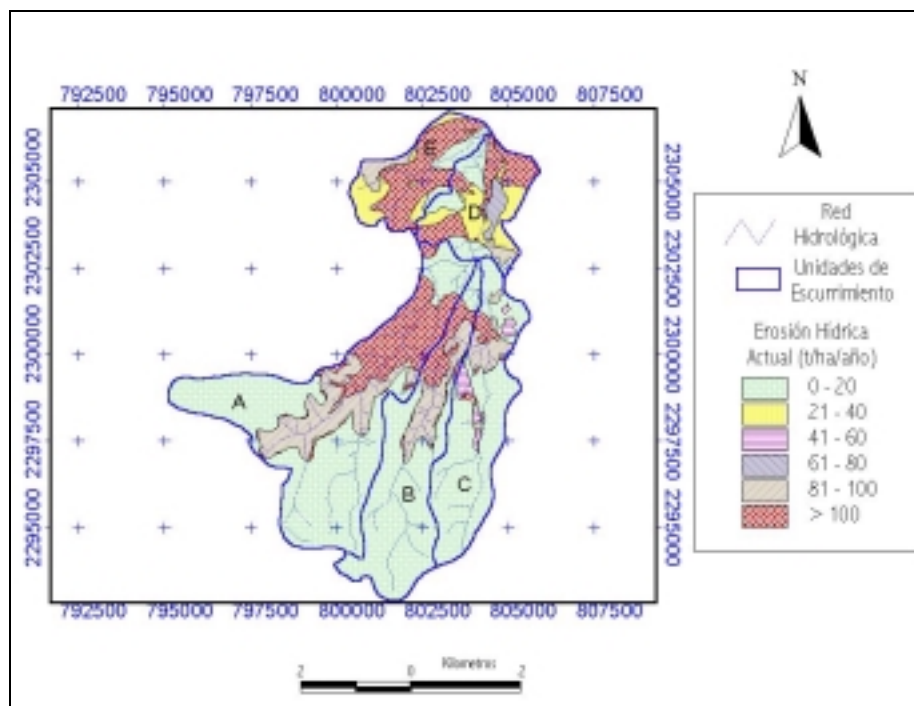 792500 795000 797500 800000 802500 805000 807500
N
2305000 2305000
2302500 2302500
2300000 2300000
2297500 2297500
2295000 2295000
E
D
A
B
C
792500 795000 797500 800000 802500 805000 807500
Red
Hidrológica
Unidades de
Escurrimiento
Erosión Hídrica
Actual (t/ha/año)
0 - 20
21 - 40
41 - 60
61 - 80
81 - 100
> 100
2 0 Kilometros 2